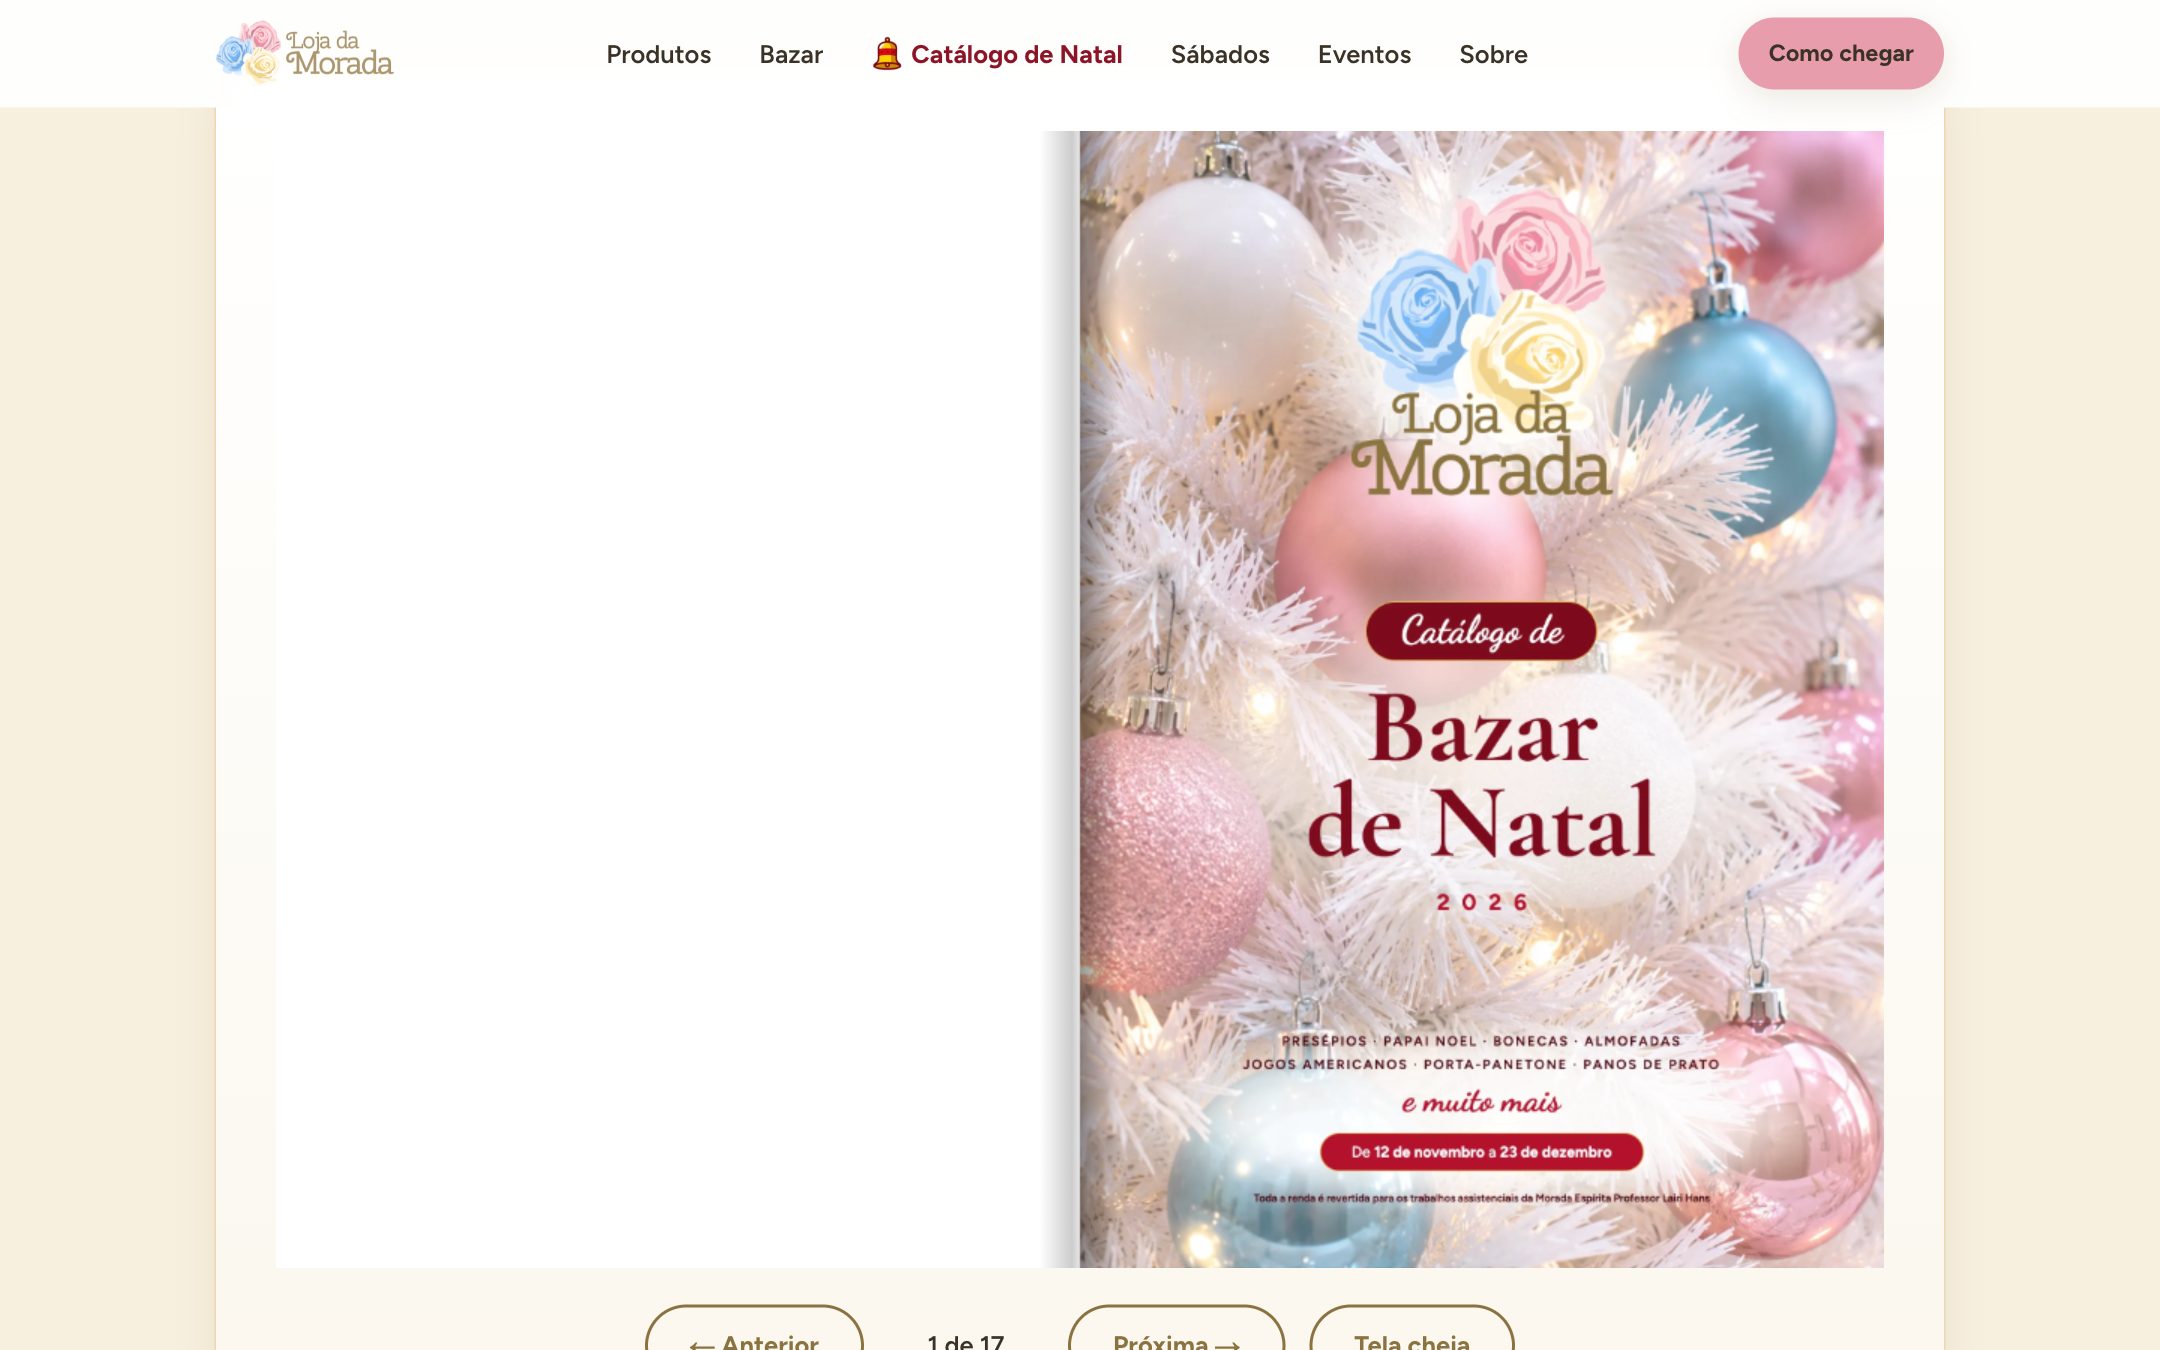 Loja da
Morada
Produtos
Bazar
Catálogo de Natal
Sábados
Eventos
Sobre
Como chegar
Loja da
Morada
Catálogo de
Bazar
de Natal
2026
PRESÉPIOS · PAPAI NOEL · BONECAS · ALMOFADAS
JOGOS AMERICANOS · PORTA-PANETONE · PANOS DE PRATO
e muito mais
De 12 de novembro a 23 de dezembro
Toda a renda é revertida para os trabalhos assistenciais da Morada Espírita Professor Lairi Hans
← Anterior
1 de 17
Próxima →
Tela cheia